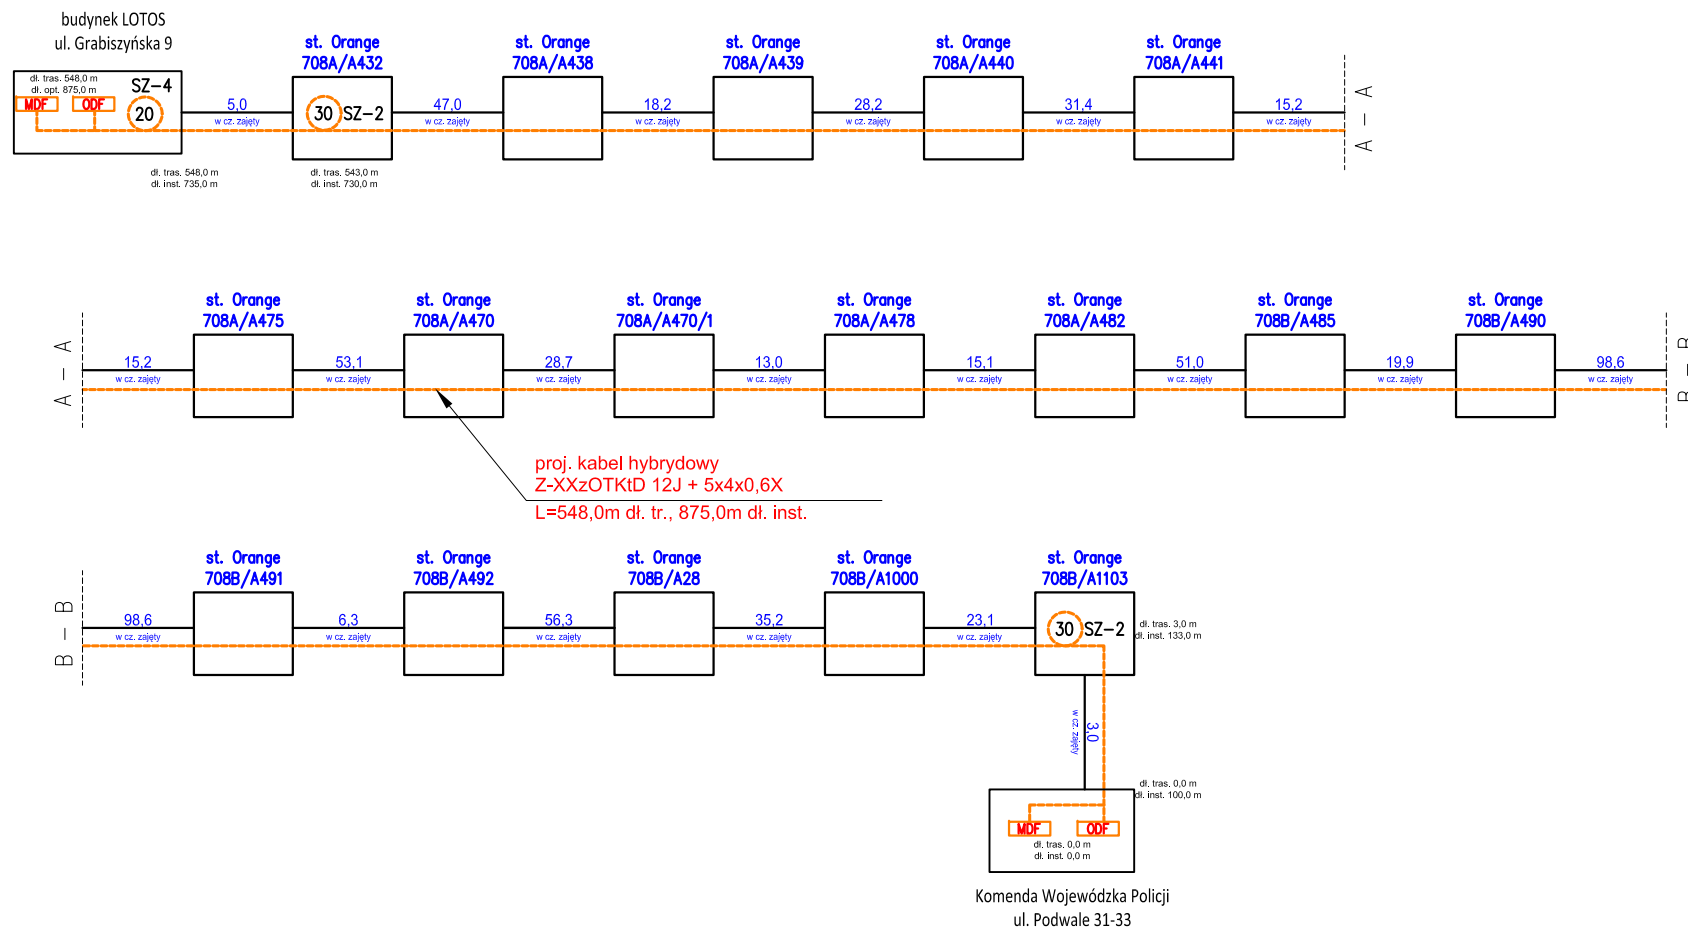 budynek LOTOS
ul. Grabiszyńska 9
dł. tras. 548,0 m
dł. opt. 875,0 m
MDF
ODF
SZ-4
20
dł. tras. 548,0 m
dł. inst. 735,0 m
5,0
w cz. zajęty
st. Orange
708A/A432
30
SZ-2
dł. tras. 543,0 m
dł. inst. 730,0 m
47,0
w cz. zajęty
st. Orange
708A/A438
18,2
w cz. zajęty
st. Orange
708A/A439
28,2
w cz. zajęty
st. Orange
708A/A440
31,4
w cz. zajęty
st. Orange
708A/A441
15,2
w cz. zajęty
A - A
A - A
15,2
w cz. zajęty
st. Orange
708A/A475
53,1
w cz. zajęty
st. Orange
708A/A470
28,7
w cz. zajęty
st. Orange
708A/A470/1
13,0
w cz. zajęty
st. Orange
708A/A478
15,1
w cz. zajęty
st. Orange
708A/A482
51,0
w cz. zajęty
st. Orange
708B/A485
19,9
w cz. zajęty
st. Orange
708B/A490
98,6
w cz. zajęty
B - B
proj. kabel hybrydowy
Z-XXzOTKtD 12J + 5x4x0,6X
L=548,0m dł. tr., 875,0m dł. inst.
B - B
98,6
w cz. zajęty
st. Orange
708B/A491
6,3
w cz. zajęty
st. Orange
708B/A492
56,3
w cz. zajęty
st. Orange
708B/A28
35,2
w cz. zajęty
st. Orange
708B/A1000
23,1
w cz. zajęty
st. Orange
708B/A1103
30
SZ-2
dł. tras. 3,0 m
dł. inst. 133,0 m
3,0
w cz. zajęty
dł. tras. 0,0 m
dł. inst. 100,0 m
MDF
ODF
dł. tras. 0,0 m
dł. inst. 0,0 m
Komenda Wojewódzka Policji
ul. Podwale 31-33